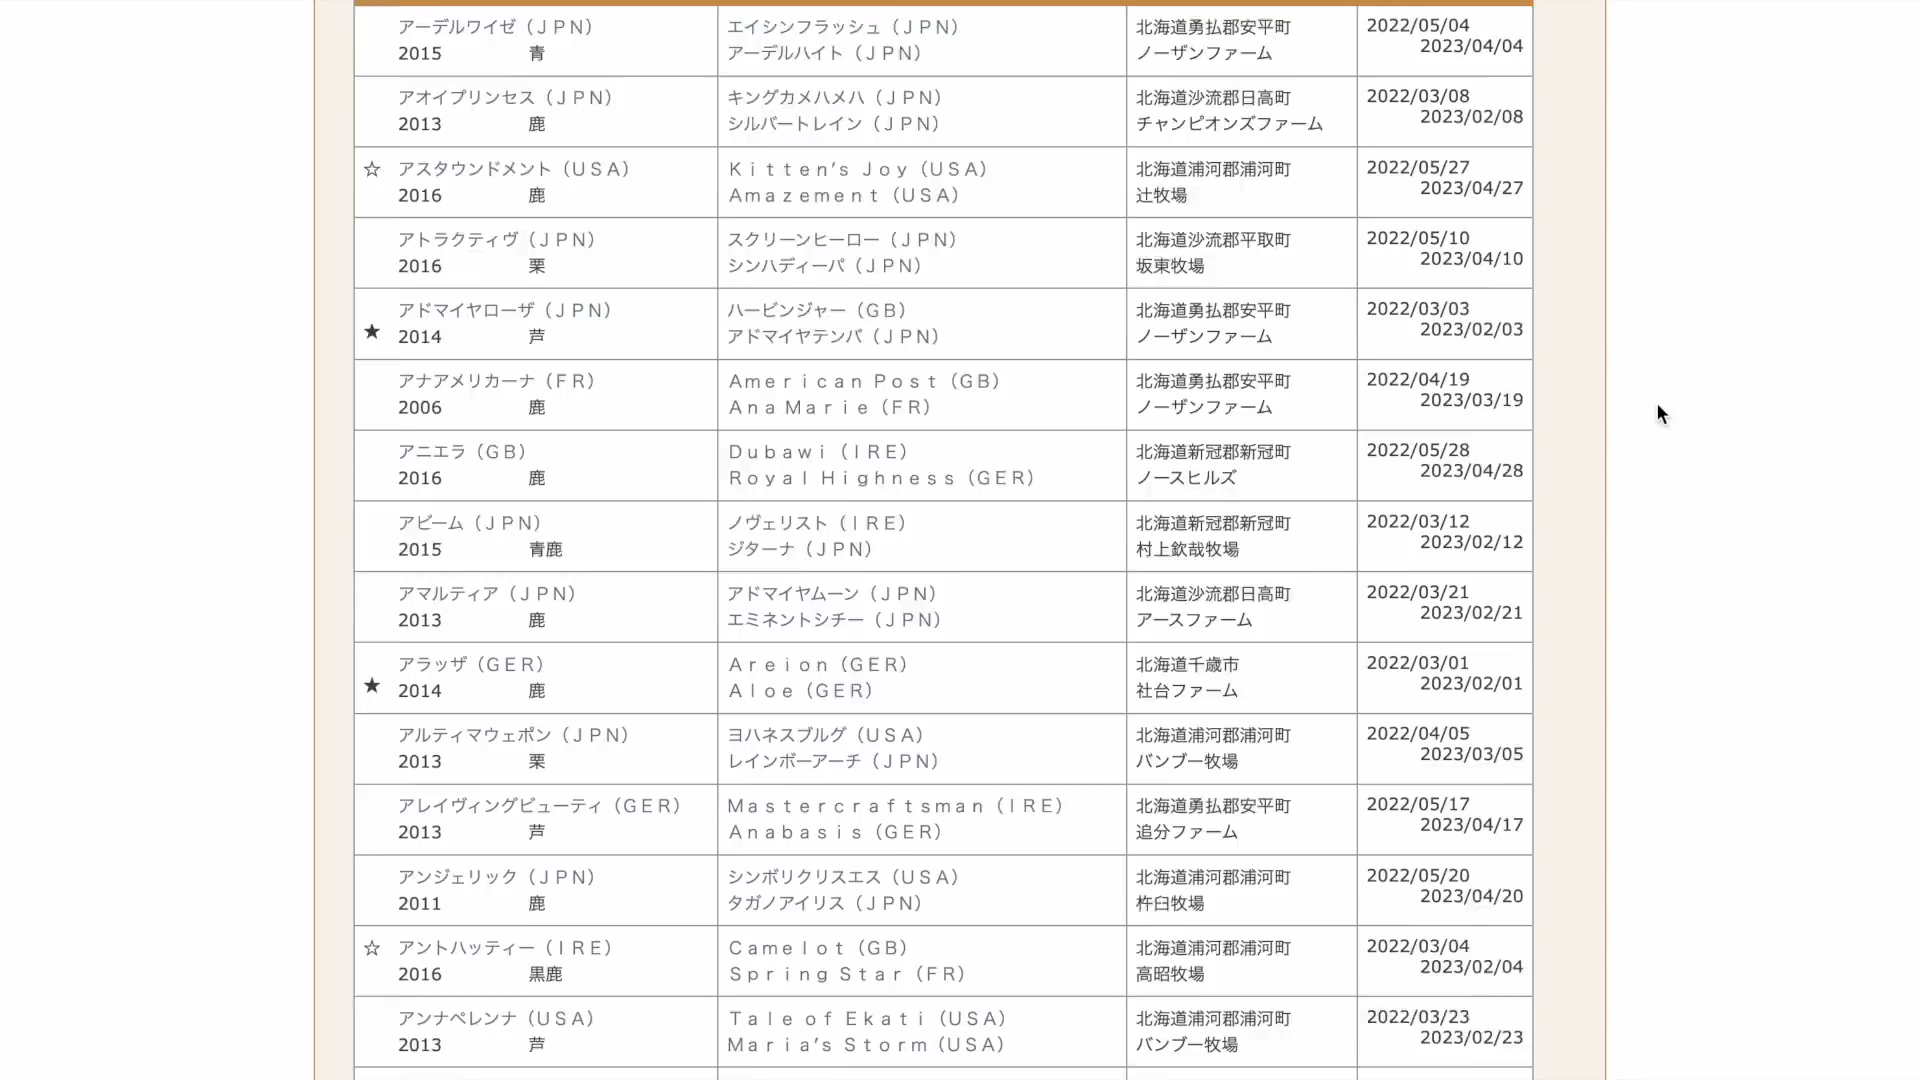 アーデルワイゼ（ＪＰＮ） エイシンフラッシュ（ＪＰＮ） 北海道勇払郡安平町 2022/05/04
2015 青 アーデルハイト（ＪＰＮ） ノーザンファーム 2023/04/04
アオイプリンセス（ＪＰＮ） キングカメハメハ（ＪＰＮ） 北海道沙流郡日高町 2022/03/08
2013 鹿 シルバートレイン（ＪＰＮ） チャンピオンズファーム 2023/02/08
☆ アスタウンドメント（ＵＳＡ） Ｋｉｔｔｅｎ’ｓ Ｊｏｙ（ＵＳＡ） 北海道浦河郡浦河町 2022/05/27
2016 鹿 Ａｍａｚｅｍｅｎｔ（ＵＳＡ） 辻牧場 2023/04/27
アトラクティヴ（ＪＰＮ） スクリーンヒーロー（ＪＰＮ） 北海道沙流郡平取町 2022/05/10
2016 栗 シンハディーパ（ＪＰＮ） 坂東牧場 2023/04/10
アドマイヤローザ（ＪＰＮ） ハービンジャー（ＧＢ） 北海道勇払郡安平町 2022/03/03
★ 2014 芦 アドマイヤテンバ（ＪＰＮ） ノーザンファーム 2023/02/03
アナアメリカーナ（ＦＲ） Ａｍｅｒｉｃａｎ Ｐｏｓｔ（ＧＢ） 北海道勇払郡安平町 2022/04/19
2006 鹿 Ａｎａ Ｍａｒｉｅ（ＦＲ） ノーザンファーム 2023/03/19
アニエラ（ＧＢ） Ｄｕｂａｗｉ（ＩＲＥ） 北海道新冠郡新冠町 2022/05/28
2016 鹿 Ｒｏｙａｌ Ｈｉｇｈｎｅｓｓ（ＧＥＲ） ノースヒルズ 2023/04/28
アビーム（ＪＰＮ） ノヴェリスト（ＩＲＥ） 北海道新冠郡新冠町 2022/03/12
2015 青鹿 ジターナ（ＪＰＮ） 村上欽哉牧場 2023/02/12
アマルティア（ＪＰＮ） アドマイヤムーン（ＪＰＮ） 北海道沙流郡日高町 2022/03/21
2013 鹿 エミネントシチー（ＪＰＮ） アースファーム 2023/02/21
アラッザ（ＧＥＲ） Ａｒｅｉｏｎ（ＧＥＲ） 北海道千歳市 2022/03/01
★ 2014 鹿 Ａｌｏｅ（ＧＥＲ） 社台ファーム 2023/02/01
アルティマウェポン（ＪＰＮ） ヨハネスブルグ（ＵＳＡ） 北海道浦河郡浦河町 2022/04/05
2013 栗 レインボーアーチ（ＪＰＮ） バンブー牧場 2023/03/05
アレイヴィングビューティ（ＧＥＲ） Ｍａｓｔｅｒｃｒａｆｔｓｍａｎ（ＩＲＥ） 北海道勇払郡安平町 2022/05/17
2013 芦 Ａｎａｂａｓｉｓ（ＧＥＲ） 追分ファーム 2023/04/17
アンジェリック（ＪＰＮ） シンボリクリスエス（ＵＳＡ） 北海道浦河郡浦河町 2022/05/20
2011 鹿 タガノアイリス（ＪＰＮ） 杵臼牧場 2023/04/20
☆ アントハッティー（ＩＲＥ） Ｃａｍｅｌｏｔ（ＧＢ） 北海道浦河郡浦河町 2022/03/04
2016 黒鹿 Ｓｐｒｉｎｇ Ｓｔａｒ（ＦＲ） 高昭牧場 2023/02/04
アンナペレンナ（ＵＳＡ） Ｔａｌｅ ｏｆ Ｅｋａｔｉ（ＵＳＡ） 北海道浦河郡浦河町 2022/03/23
2013 芦 Ｍａｒｉａ’ｓ Ｓｔｏｒｍ（ＵＳＡ） バンブー牧場 2023/02/23